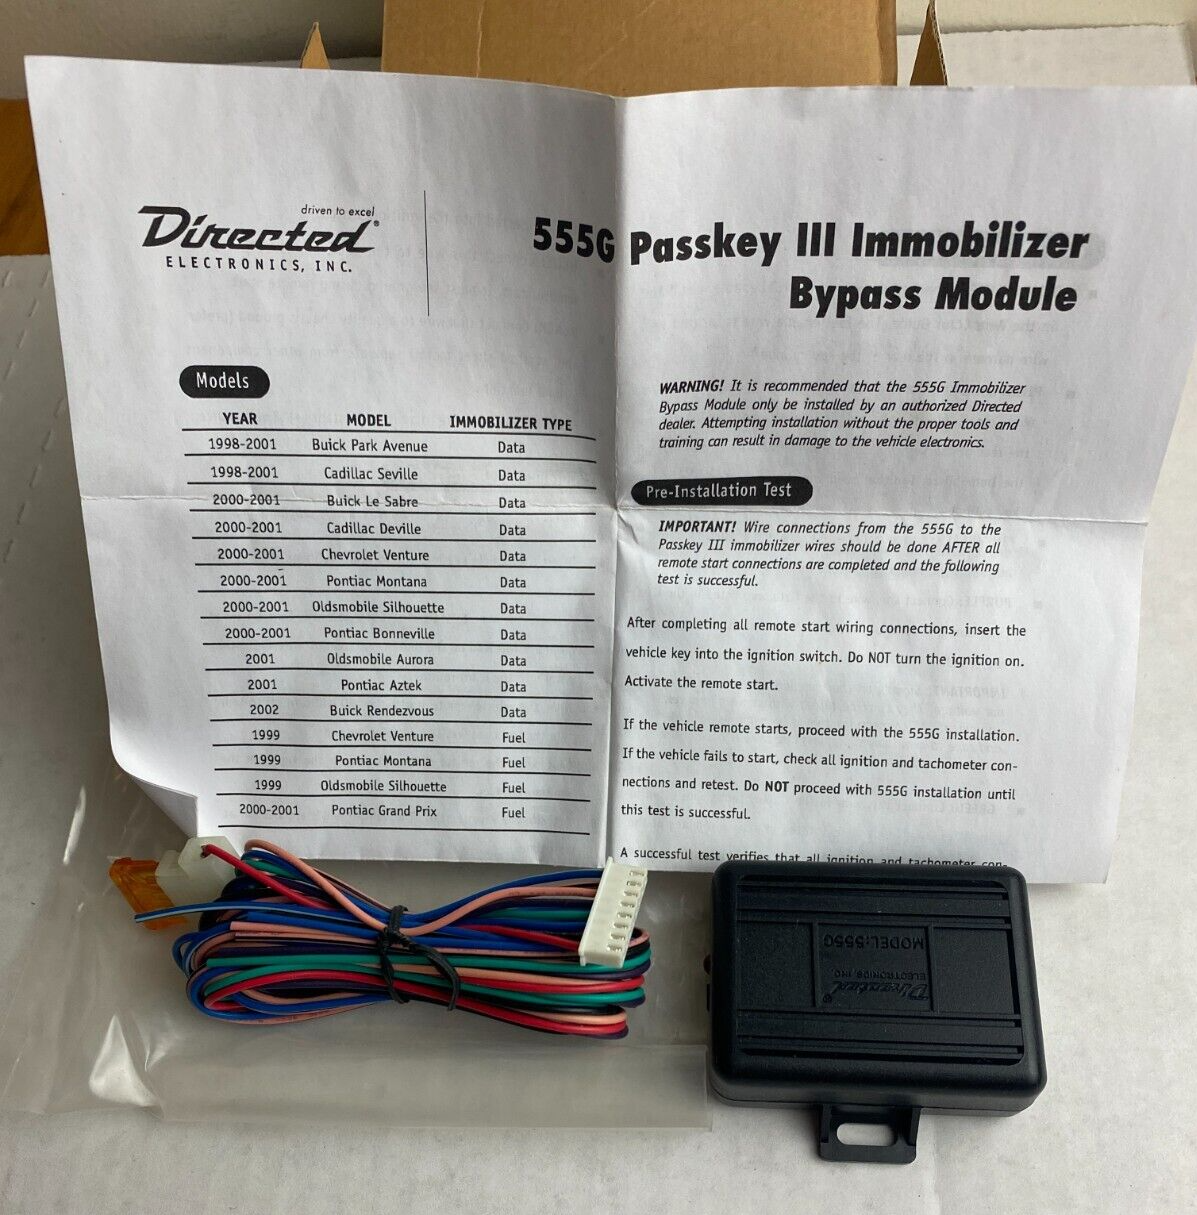 driven to excel
Directed®
ELECTRONICS, INC.
555G Passkey III Immobilizer
Bypass Module
Models
YEAR MODEL IMMOBILIZER TYPE
1998-2001 Buick Park Avenue Data
1998-2001 Cadillac Seville Data
2000-2001 Buick Le Sabre Data
2000-2001 Cadillac Deville Data
2000-2001 Chevrolet Venture Data
2000-2001 Pontiac Montana Data
2000-2001 Oldsmobile Silhouette Data
2000-2001 Pontiac Bonneville Data
2001 Oldsmobile Aurora Data
2001 Pontiac Aztek Data
2002 Buick Rendezvous Data
1999 Chevrolet Venture Fuel
1999 Pontiac Montana Fuel
1999 Oldsmobile Silhouette Fuel
2000-2001 Pontiac Grand Prix Fuel
WARNING! It is recommended that the 555G Immobilizer
Bypass Module only be installed by an authorized Directed
dealer. Attempting installation without the proper tools and
training can result in damage to the vehicle electronics.
Pre-Installation Test
IMPORTANT! Wire connections from the 555G to the
Passkey III immobilizer wires should be done AFTER all
remote start connections are completed and the following
test is successful.
After completing all remote start wiring connections, insert the
vehicle key into the ignition switch. Do NOT turn the ignition on.
Activate the remote start.
If the vehicle remote starts, proceed with the 555G installation.
If the vehicle fails to start, check all ignition and tachometer con-
nections and retest. Do NOT proceed with 555G installation until
this test is successful.
A successful test verifies that all ignition and tachometer con-
MODEL:555G
Directed®
ELECTRONICS INC